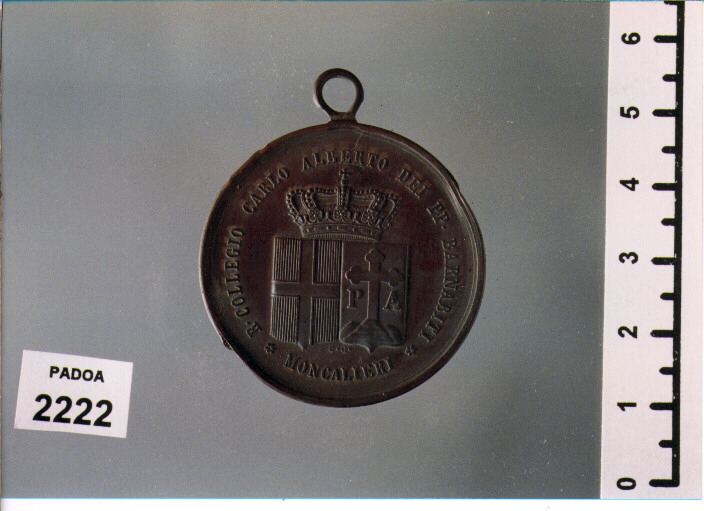 R. COLLEGIO CARLO ALBERTO DEI PP. BARNABITI
MONCALIERI
P A
PADOA
2222
6
5
4
3
2
1
0